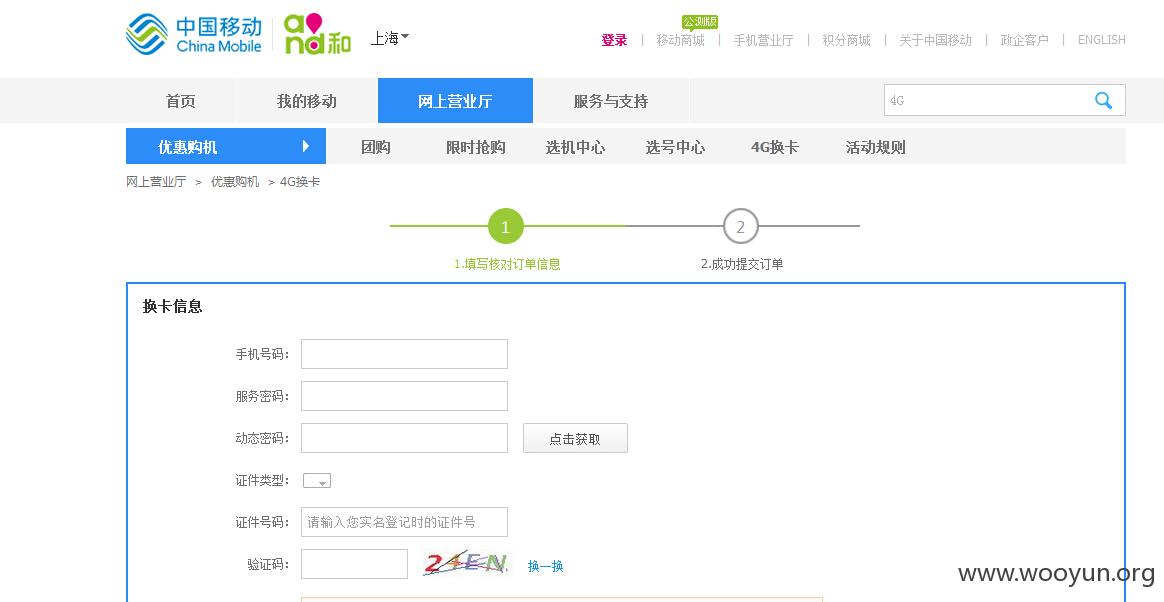 中国移动
China Mobile
and和
上海
公测版
登录 | 移动商城 | 手机营业厅 | 积分商城 | 关于中国移动 | 政企客户 | ENGLISH
首页 我的移动 网上营业厅 服务与支持 4G
优惠购机 团购 限时抢购 选机中心 选号中心 4G换卡 活动规则
网上营业厅 > 优惠购机 > 4G换卡
1 2
1.填写核对订单信息 2.成功提交订单
换卡信息
手机号码：
服务密码：
动态密码： 点击获取
证件类型：
证件号码： 请输入您实名登记时的证件号
验证码： 24EN 换一换
www.wooyun.org